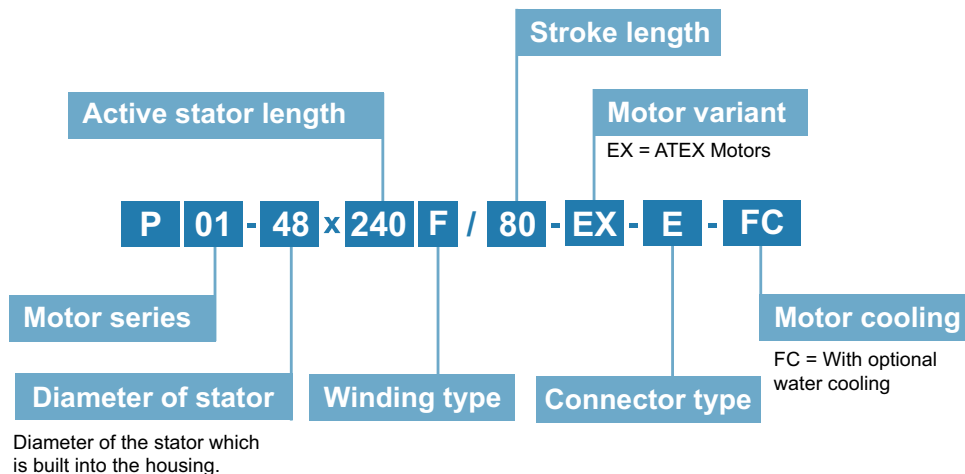 Stroke length
Active stator length
Motor variant
EX = ATEX Motors
P 01 - 48 x 240 F / 80 - EX - E - FC
Motor series
Motor cooling
FC = With optional
water cooling
Diameter of stator
Winding type
Connector type
Diameter of the stator which
is built into the housing.